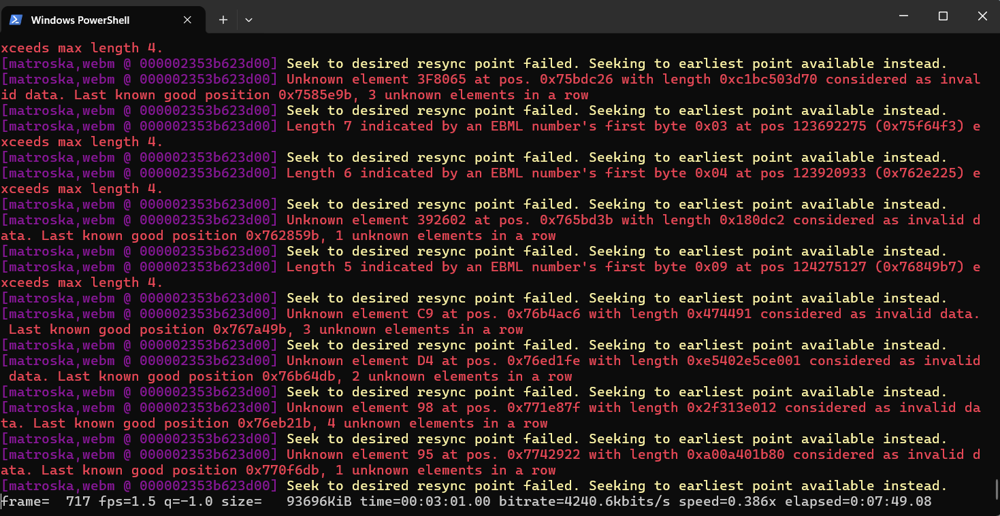 Windows PowerShell
xceeds max length 4.
[matroska,webm @ 000002353b623d00] Seek to desired resync point failed. Seeking to earliest point available instead.
[matroska,webm @ 000002353b623d00] Unknown element 3F8065 at pos. 0x75bdc26 with length 0xc1bc503d70 considered as inval
id data. Last known good position 0x7585e9b, 3 unknown elements in a row
[matroska,webm @ 000002353b623d00] Seek to desired resync point failed. Seeking to earliest point available instead.
[matroska,webm @ 000002353b623d00] Length 7 indicated by an EBML number's first byte 0x03 at pos 123692275 (0x75f64f3) e
xceeds max length 4.
[matroska,webm @ 000002353b623d00] Seek to desired resync point failed. Seeking to earliest point available instead.
[matroska,webm @ 000002353b623d00] Length 6 indicated by an EBML number's first byte 0x04 at pos 123920933 (0x762e225) e
xceeds max length 4.
[matroska,webm @ 000002353b623d00] Seek to desired resync point failed. Seeking to earliest point available instead.
[matroska,webm @ 000002353b623d00] Unknown element 392602 at pos. 0x765bd3b with length 0x180dc2 considered as invalid d
ata. Last known good position 0x762859b, 1 unknown elements in a row
[matroska,webm @ 000002353b623d00] Seek to desired resync point failed. Seeking to earliest point available instead.
[matroska,webm @ 000002353b623d00] Length 5 indicated by an EBML number's first byte 0x09 at pos 124275127 (0x76849b7) e
xceeds max length 4.
[matroska,webm @ 000002353b623d00] Seek to desired resync point failed. Seeking to earliest point available instead.
[matroska,webm @ 000002353b623d00] Unknown element C9 at pos. 0x76b4ac6 with length 0x474491 considered as invalid data.
 Last known good position 0x767a49b, 3 unknown elements in a row
[matroska,webm @ 000002353b623d00] Seek to desired resync point failed. Seeking to earliest point available instead.
[matroska,webm @ 000002353b623d00] Unknown element D4 at pos. 0x76ed1fe with length 0xe5402e5ce001 considered as invalid
 data. Last known good position 0x76b64db, 2 unknown elements in a row
[matroska,webm @ 000002353b623d00] Seek to desired resync point failed. Seeking to earliest point available instead.
[matroska,webm @ 000002353b623d00] Unknown element 98 at pos. 0x771e87f with length 0x2f313e012 considered as invalid da
ta. Last known good position 0x76eb21b, 4 unknown elements in a row
[matroska,webm @ 000002353b623d00] Seek to desired resync point failed. Seeking to earliest point available instead.
[matroska,webm @ 000002353b623d00] Unknown element 95 at pos. 0x7742922 with length 0xa00a401b80 considered as invalid d
ata. Last known good position 0x770f6db, 1 unknown elements in a row
[matroska,webm @ 000002353b623d00] Seek to desired resync point failed. Seeking to earliest point available instead.
frame=  717 fps=1.5 q=-1.0 size=   93696KiB time=00:03:01.00 bitrate=4240.6kbits/s speed=0.386x elapsed=0:07:49.08